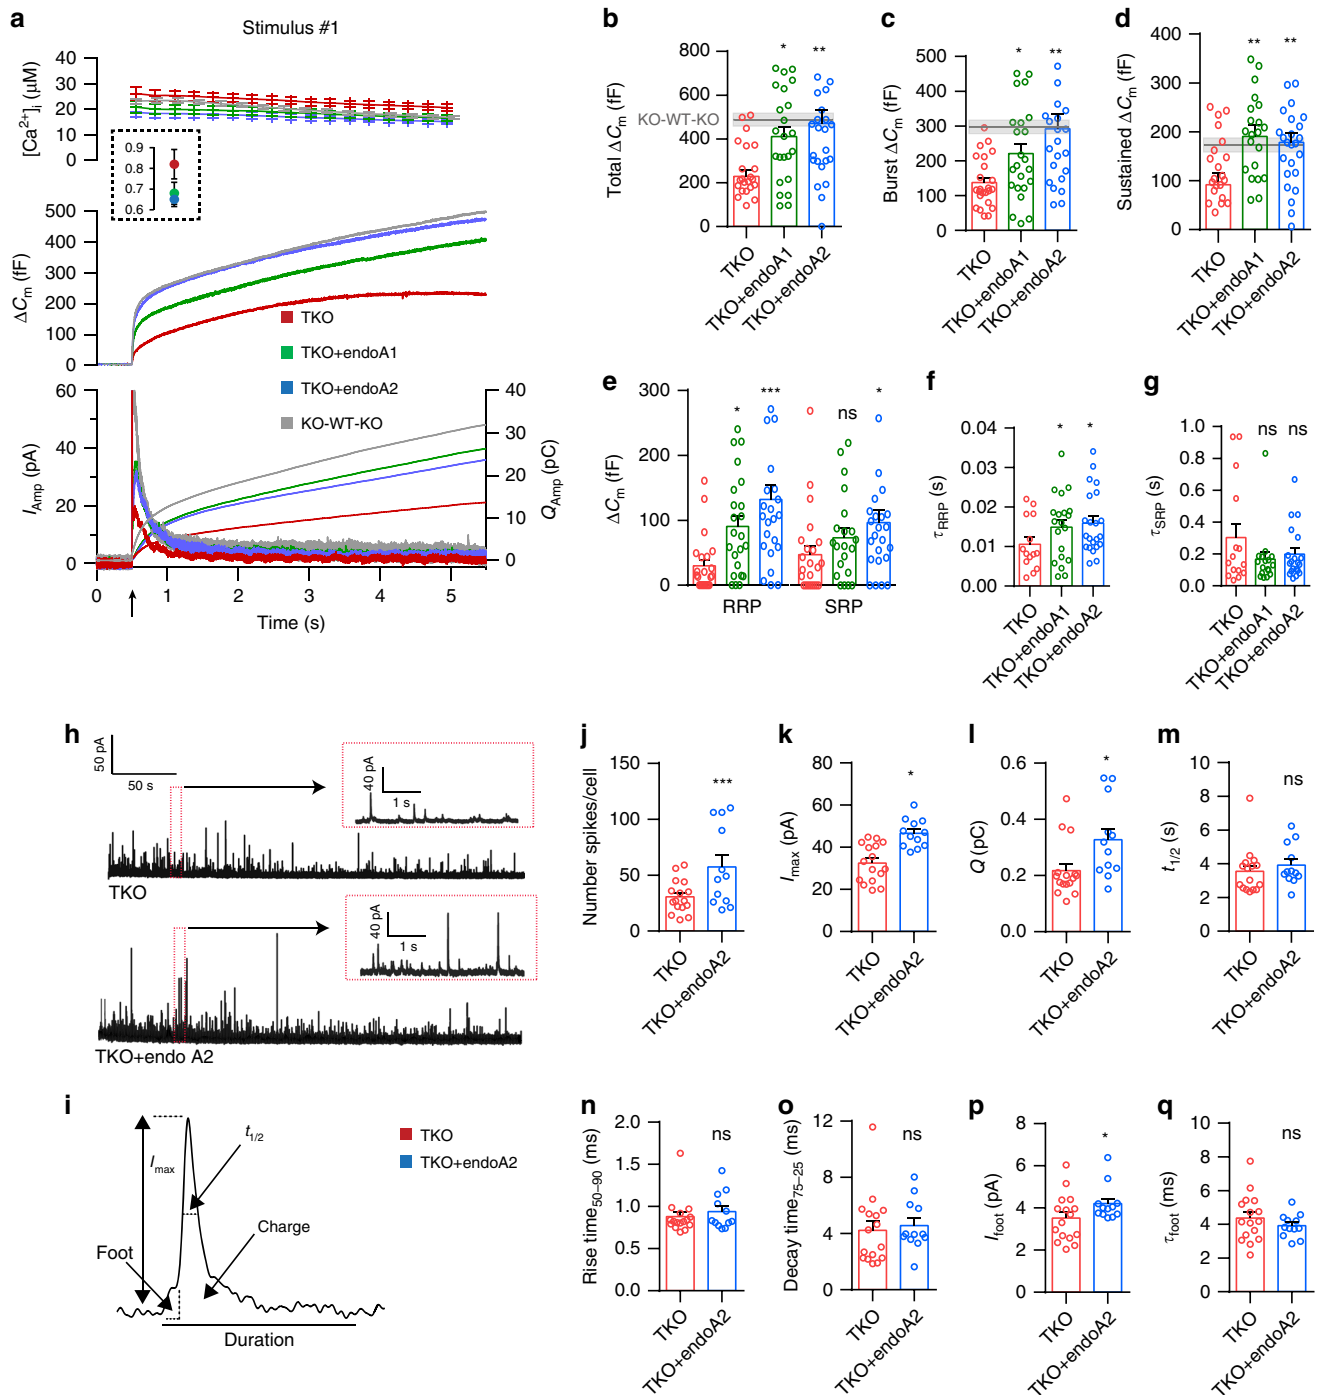 a
Stimulus #1
[Ca²⁺]ᵢ (μM)
40
30
20
10
0
0.9
0.8
0.7
0.6
ΔCm (fF)
500
400
300
200
100
0
TKO
TKO+endoA1
TKO+endoA2
KO-WT-KO
IAmp (pA)
60
40
20
0
QAmp (pC)
40
30
20
10
0
0 1 2 3 4 5
Time (s)
b
Total ΔCm (fF)
800
600
400
200
0
KO-WT-KO
* **
TKO
TKO+endoA1
TKO+endoA2
c
Burst ΔCm (fF)
500
400
300
200
100
0
* **
TKO
TKO+endoA1
TKO+endoA2
d
Sustained ΔCm (fF)
400
300
200
100
0
** **
TKO
TKO+endoA1
TKO+endoA2
e
ΔCm (fF)
300
200
100
0
* *** ns *
RRP SRP
f
τRRP (s)
0.04
0.03
0.02
0.01
0
* *
TKO
TKO+endoA1
TKO+endoA2
g
τSRP (s)
1.0
0.8
0.6
0.4
0.2
0
ns ns
TKO
TKO+endoA1
TKO+endoA2
h
50 pA
50 s
40 pA
1 s
TKO
40 pA
1 s
TKO+endo A2
i
Imax
t1/2
Charge
Foot
Duration
TKO
TKO+endoA2
j
Number spikes/cell
150
100
50
0
***
TKO
TKO+endoA2
k
Imax (pA)
80
60
40
20
0
*
TKO
TKO+endoA2
l
Q (pC)
0.6
0.4
0.2
0.0
*
TKO
TKO+endoA2
m
t1/2 (s)
10
8
6
4
2
0
ns
TKO
TKO+endoA2
n
Rise time50–90 (ms)
2.0
1.5
1.0
0.5
0.0
ns
TKO
TKO+endoA2
o
Decay time75–25 (ms)
12
8
4
0
ns
TKO
TKO+endoA2
p
Ifoot (pA)
8
6
4
2
0
*
TKO
TKO+endoA2
q
τfoot (ms)
10
8
6
4
2
0
ns
TKO
TKO+endoA2